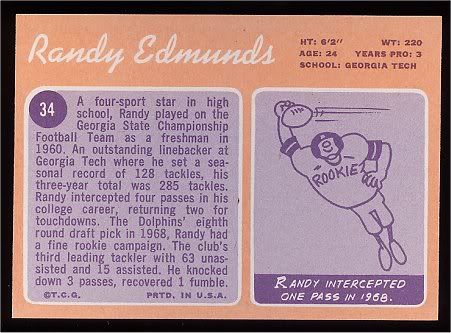 Randy Edmunds
HT: 6'2" WT: 220
AGE: 24 YEARS PRO: 3
SCHOOL: GEORGIA TECH
34
A four-sport star in high
school, Randy played on the
Georgia State Championship
Football Team as a freshman in
1960. An outstanding linebacker at
Georgia Tech where he set a sea-
sonal record of 128 tackles, his
three-year total was 285 tackles.
Randy intercepted four passes in his
college career, returning two for
touchdowns. The Dolphins' eighth
round draft pick in 1968, Randy had
a fine rookie campaign. The club's
third leading tackler with 63 unas-
sisted and 15 assisted. He knocked
down 3 passes, recovered 1 fumble.
©T.C.G. PRTD. IN U.S.A.
ROOKIE
RANDY INTERCEPTED
ONE PASS IN 1968.